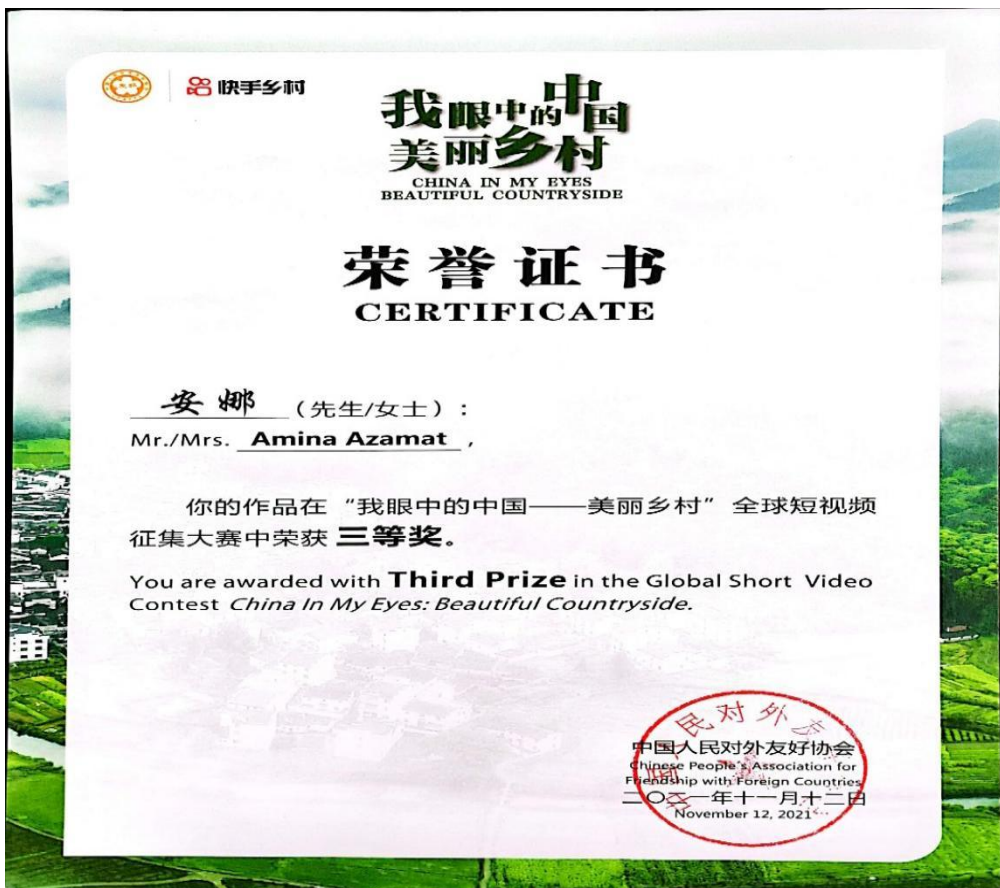 快手乡村
我眼中的中国
美丽乡村
CHINA IN MY EYES
BEAUTIFUL COUNTRYSIDE
荣誉证书
CERTIFICATE
安娜 (先生/女士):
Mr./Mrs. Amina Azamat ,
你的作品在“我眼中的中国——美丽乡村”全球短视频
征集大赛中荣获 三等奖。
You are awarded with Third Prize in the Global Short Video
Contest China In My Eyes: Beautiful Countryside.
中国人民对外友好协会
Chinese People's Association for
Friendship with Foreign Countries
二〇二一年十一月十二日
November 12, 2021